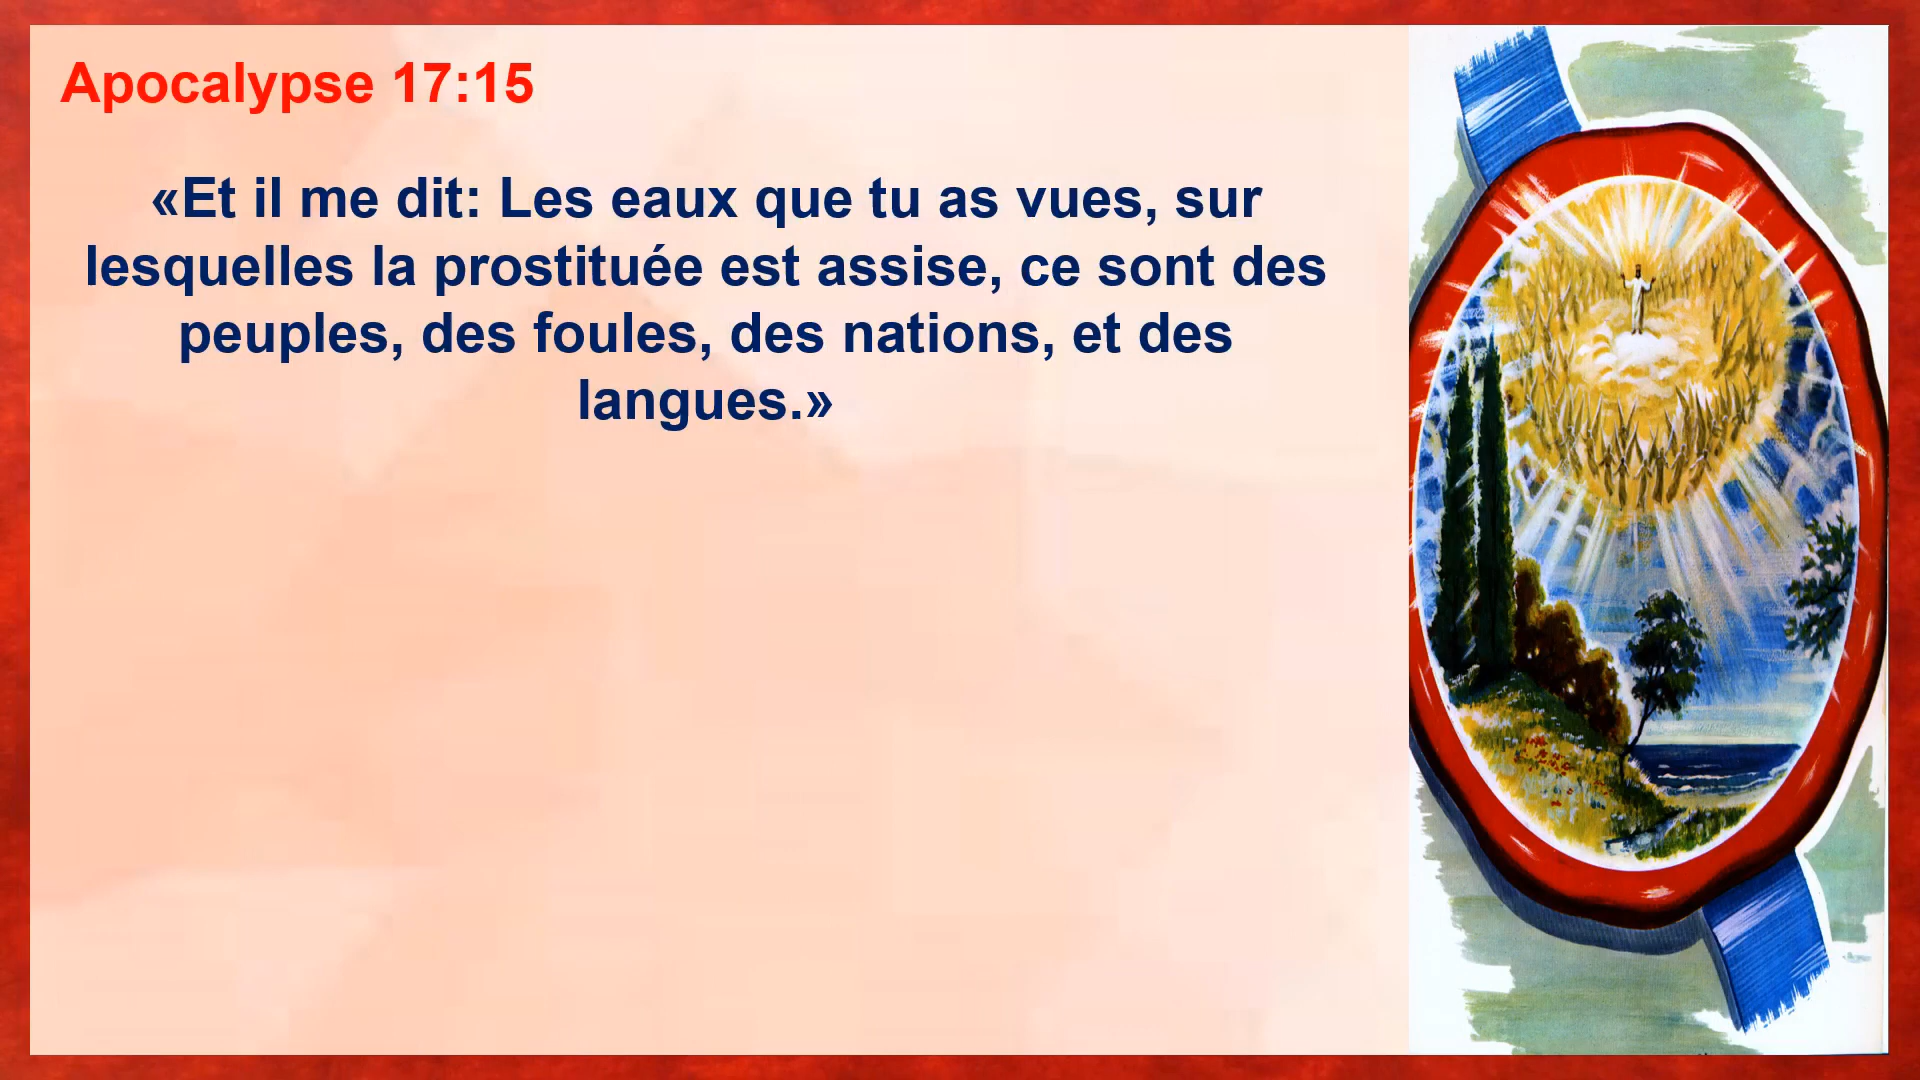 Apocalypse 17:15
«Et il me dit: Les eaux que tu as vues, sur
lesquelles la prostituée est assise, ce sont des
peuples, des foules, des nations, et des
langues.»